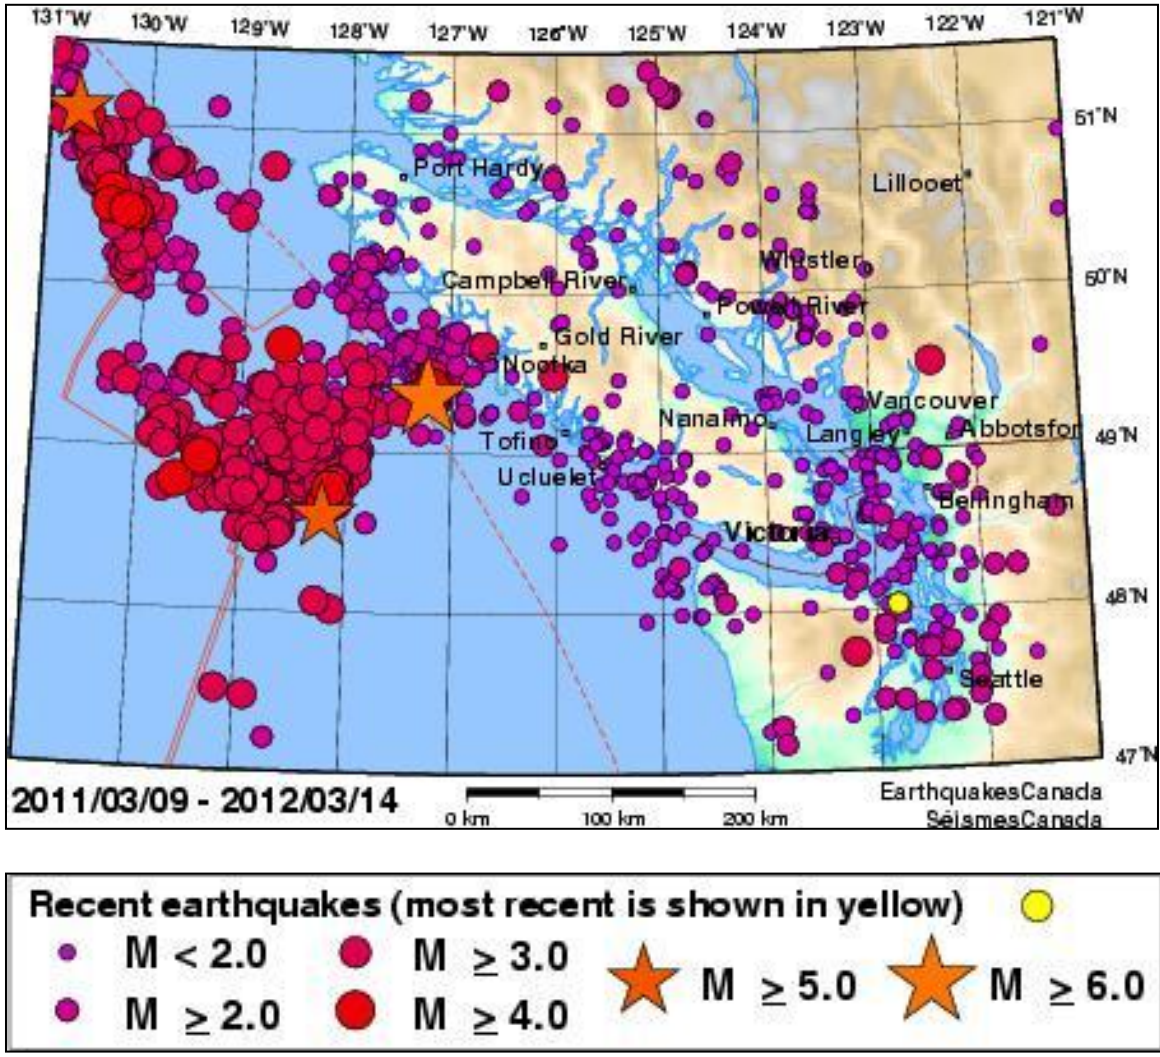 131°W 130°W 129°W 128°W 127°W 126°W 125°W 124°W 123°W 122°W 121°W
51°N
Port Hardy
Lillooet
Whistler
50°N
Campbell River
Powell River
Gold River
Nootka
Vancouver
Nanaimo
Langley
Abbotsfor
49°N
Tofino
Ucluelet
Bellingham
Victoria
48°N
Seattle
47°N
2011/03/09 - 2012/03/14
0 km 100 km 200 km
EarthquakesCanada
SéismesCanada
Recent earthquakes (most recent is shown in yellow)
M < 2.0 M ≥ 3.0 M ≥ 5.0 M ≥ 6.0
M ≥ 2.0 M ≥ 4.0